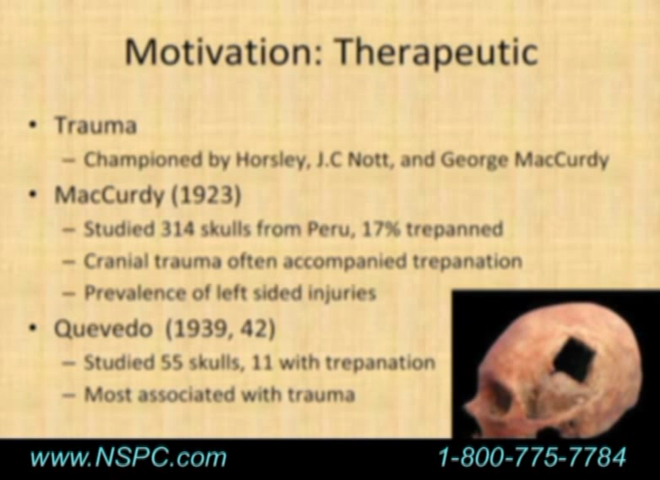 Motivation: Therapeutic
• Trauma
– Championed by Horsley, J.C Nott, and George MacCurdy
• MacCurdy (1923)
– Studied 314 skulls from Peru, 17% trepanned
– Cranial trauma often accompanied trepanation
– Prevalence of left sided injuries
• Quevedo (1939, 42)
– Studied 55 skulls, 11 with trepanation
– Most associated with trauma
www.NSPC.com
1-800-775-7784